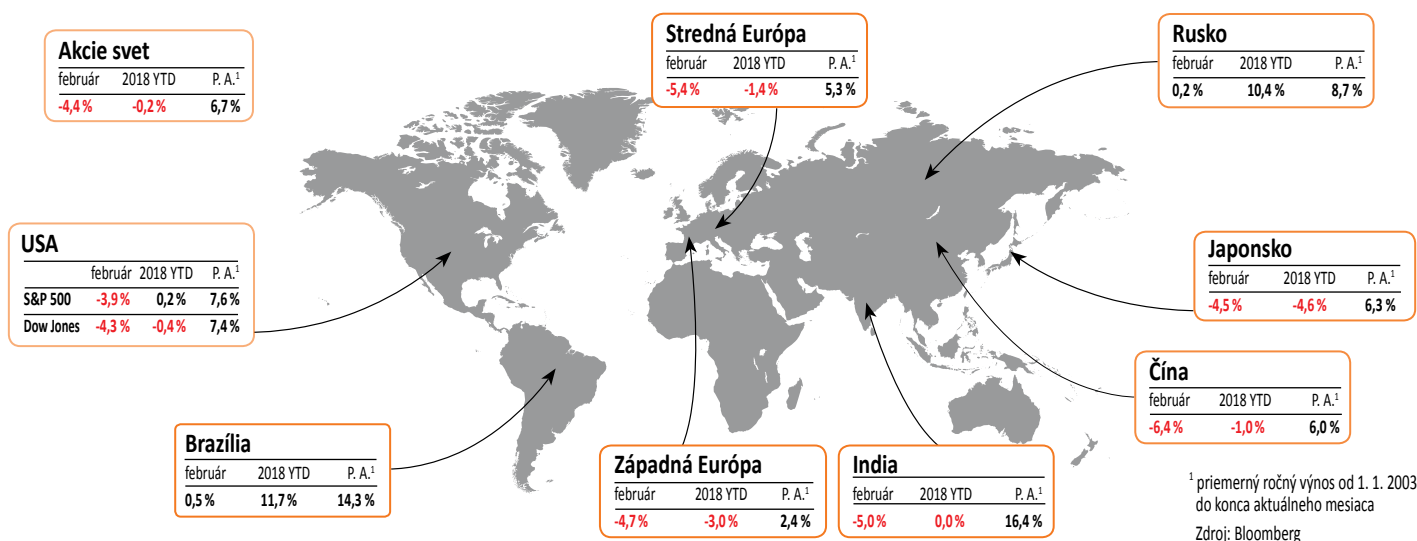 Akcie svet
február 2018 YTD P. A.¹
-4,4 % -0,2 % 6,7 %
Stredná Európa
február 2018 YTD P. A.¹
-5,4 % -1,4 % 5,3 %
Rusko
február 2018 YTD P. A.¹
0,2 % 10,4 % 8,7 %
USA
február 2018 YTD P. A.¹
S&P 500 -3,9 % 0,2 % 7,6 %
Dow Jones -4,3 % -0,4 % 7,4 %
Japonsko
február 2018 YTD P. A.¹
-4,5 % -4,6 % 6,3 %
Čína
február 2018 YTD P. A.¹
-6,4 % -1,0 % 6,0 %
Brazília
február 2018 YTD P. A.¹
0,5 % 11,7 % 14,3 %
Západná Európa
február 2018 YTD P. A.¹
-4,7 % -3,0 % 2,4 %
India
február 2018 YTD P. A.¹
-5,0 % 0,0 % 16,4 %
¹ priemerný ročný výnos od 1. 1. 2003
do konca aktuálneho mesiaca
Zdroj: Bloomberg